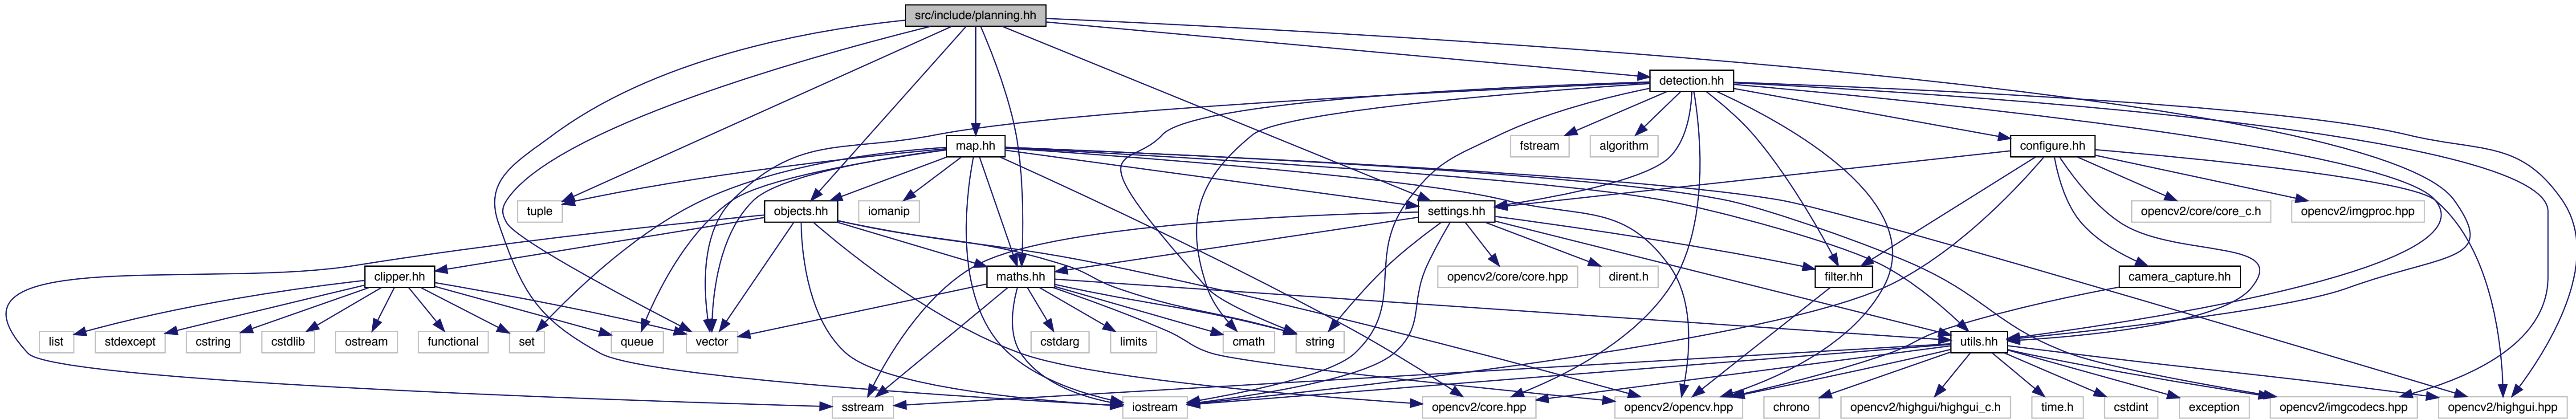 src/include/planning.hh
detection.hh
map.hh
fstream
algorithm
configure.hh
tuple
objects.hh
iomanip
settings.hh
opencv2/core/core_c.h
opencv2/imgproc.hpp
clipper.hh
maths.hh
opencv2/core/core.hpp
dirent.h
filter.hh
camera_capture.hh
list
stdexcept
cstring
cstdlib
ostream
functional
set
queue
vector
cstdarg
limits
cmath
string
utils.hh
sstream
iostream
opencv2/core.hpp
opencv2/opencv.hpp
chrono
opencv2/highgui/highgui_c.h
time.h
cstdint
exception
opencv2/imgcodecs.hpp
opencv2/highgui.hpp